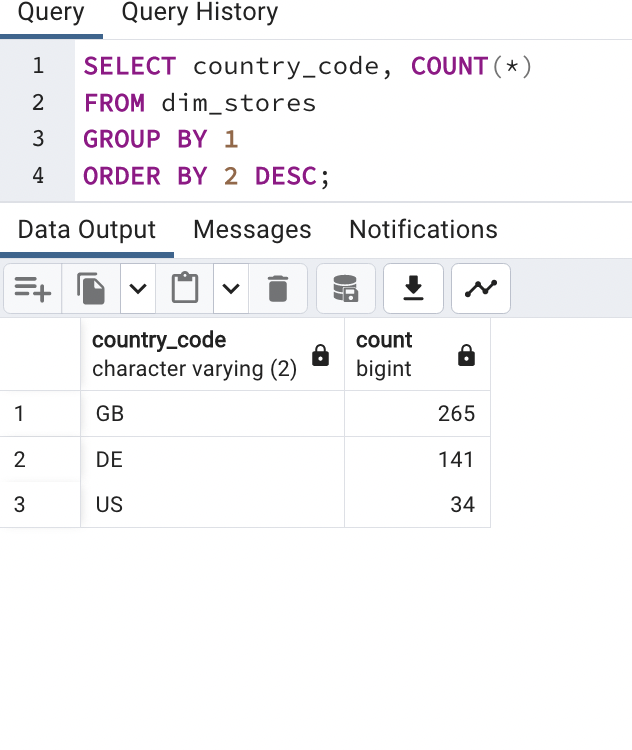 Query Query History
1 SELECT country_code, COUNT(*)
2 FROM dim_stores
3 GROUP BY 1
4 ORDER BY 2 DESC;
Data Output Messages Notifications
country_code count
character varying (2) bigint
1 GB 265
2 DE 141
3 US 34